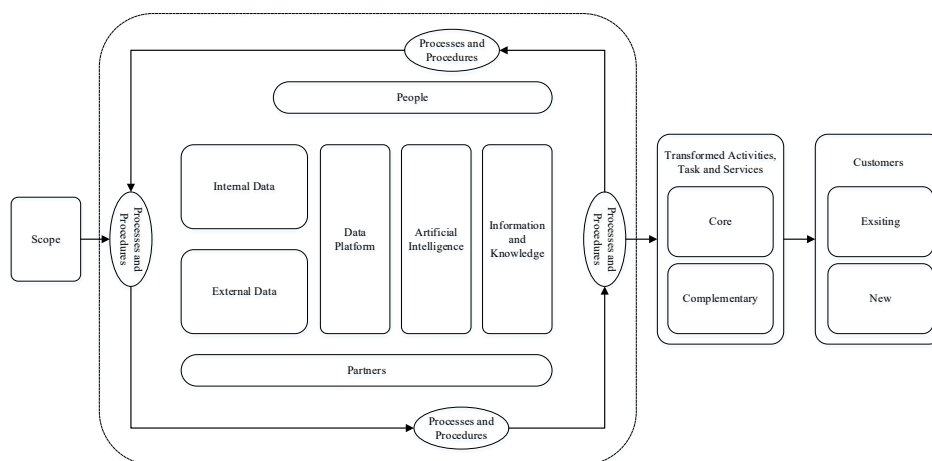 Processes and
Procedures
People
Scope
Processes and
Procedures
Internal Data
External Data
Data
Platform
Artificial
Intelligence
Information
and
Knowledge
Processes and
Procedures
Partners
Processes and
Procedures
Transformed Activities,
Task and Services
Core
Complementary
Customers
Exsiting
New